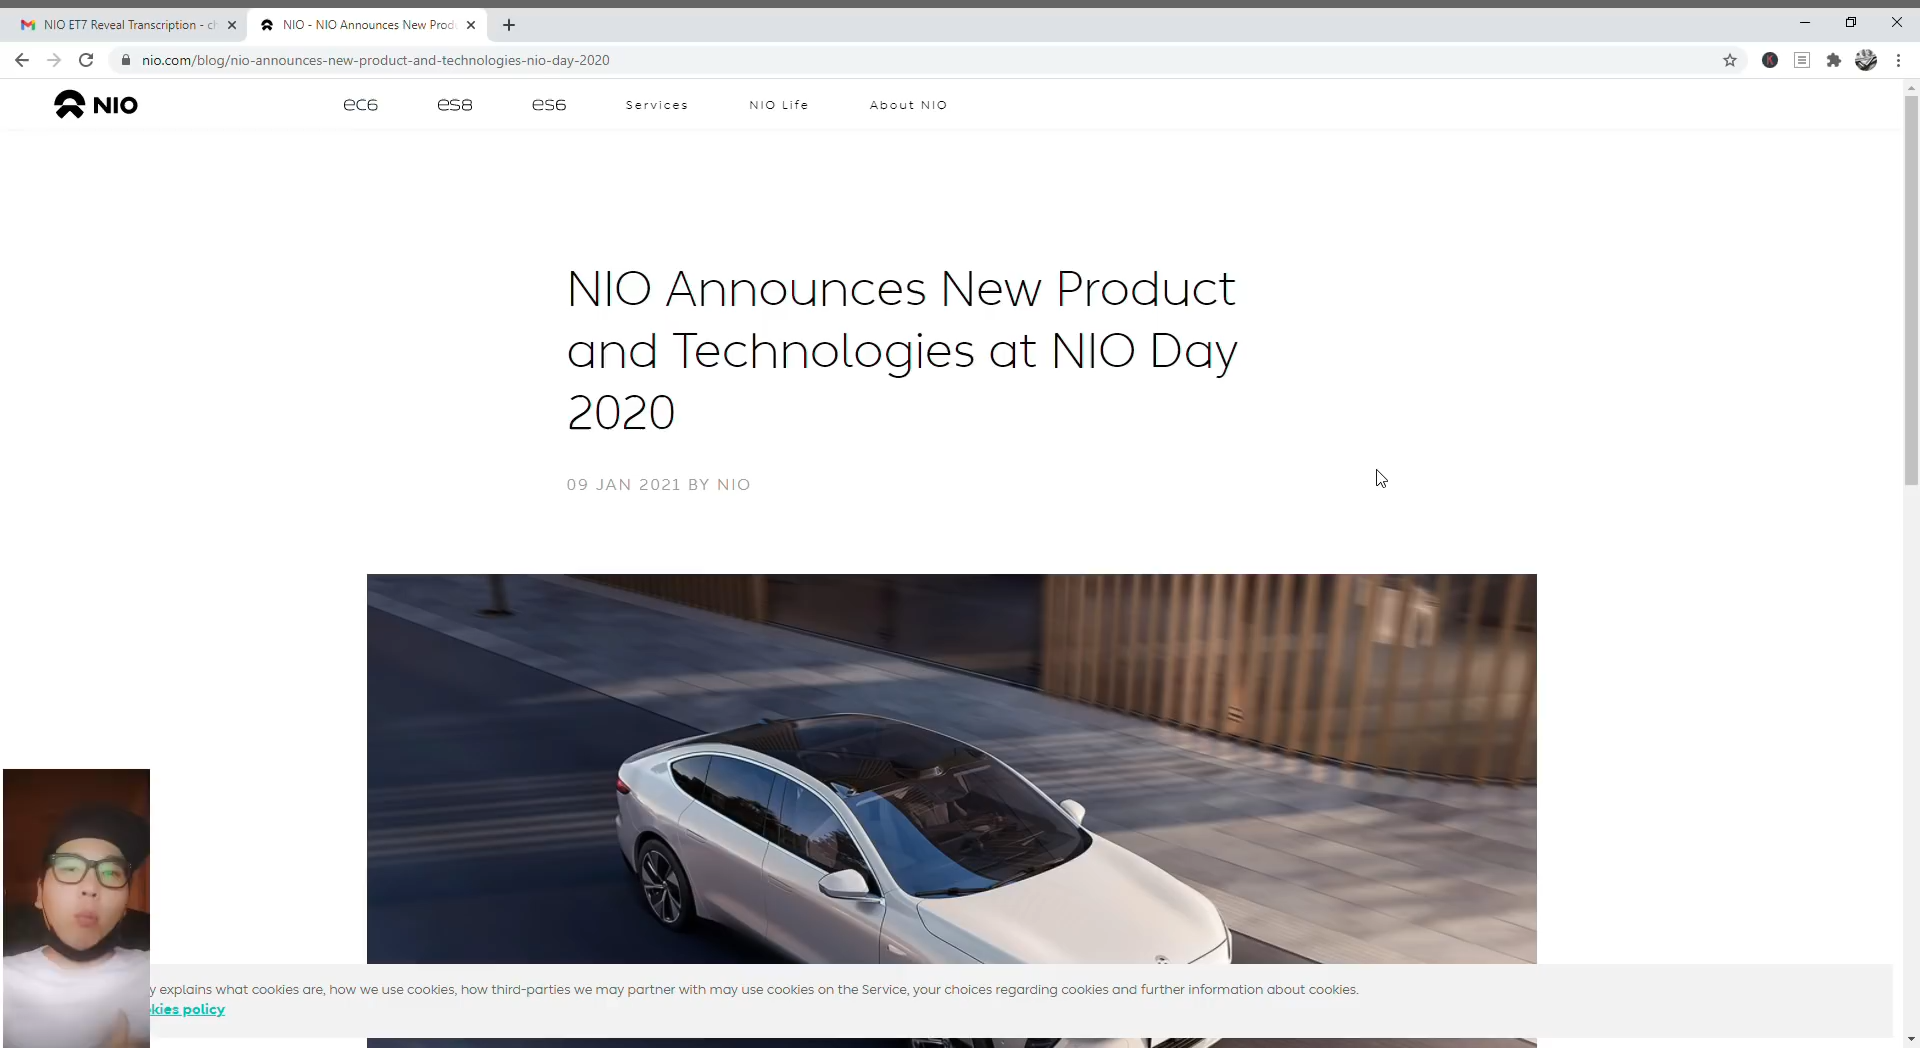 NIO ET7 Reveal Transcription - c
NIO - NIO Announces New Prod
nio.com/blog/nio-announces-new-product-and-technologies-nio-day-2020
K
NIO
ec6
es8
es6
Services
NIO Life
About NIO
NIO Announces New Product
and Technologies at NIO Day
2020
09 JAN 2021 BY NIO
y explains what cookies are, how we use cookies, how third-parties we may partner with may use cookies on the Service, your choices regarding cookies and further information about cookies.
kies policy